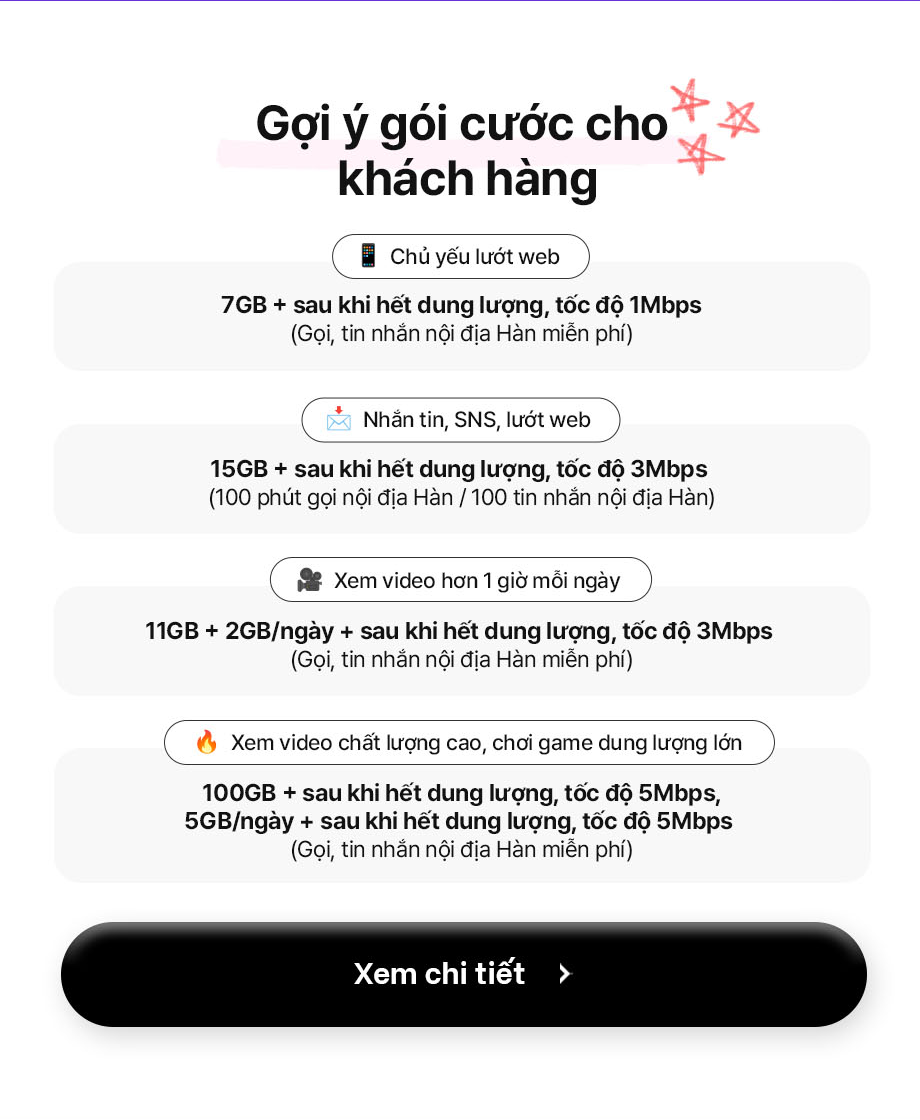 Gợi ý gói cước cho
khách hàng
Chủ yếu lướt web
7GB + sau khi hết dung lượng, tốc độ 1Mbps
(Gọi, tin nhắn nội địa Hàn miễn phí)
Nhắn tin, SNS, lướt web
15GB + sau khi hết dung lượng, tốc độ 3Mbps
(100 phút gọi nội địa Hàn / 100 tin nhắn nội địa Hàn)
Xem video hơn 1 giờ mỗi ngày
11GB + 2GB/ngày + sau khi hết dung lượng, tốc độ 3Mbps
(Gọi, tin nhắn nội địa Hàn miễn phí)
Xem video chất lượng cao, chơi game dung lượng lớn
100GB + sau khi hết dung lượng, tốc độ 5Mbps,
5GB/ngày + sau khi hết dung lượng, tốc độ 5Mbps
(Gọi, tin nhắn nội địa Hàn miễn phí)
Xem chi tiết